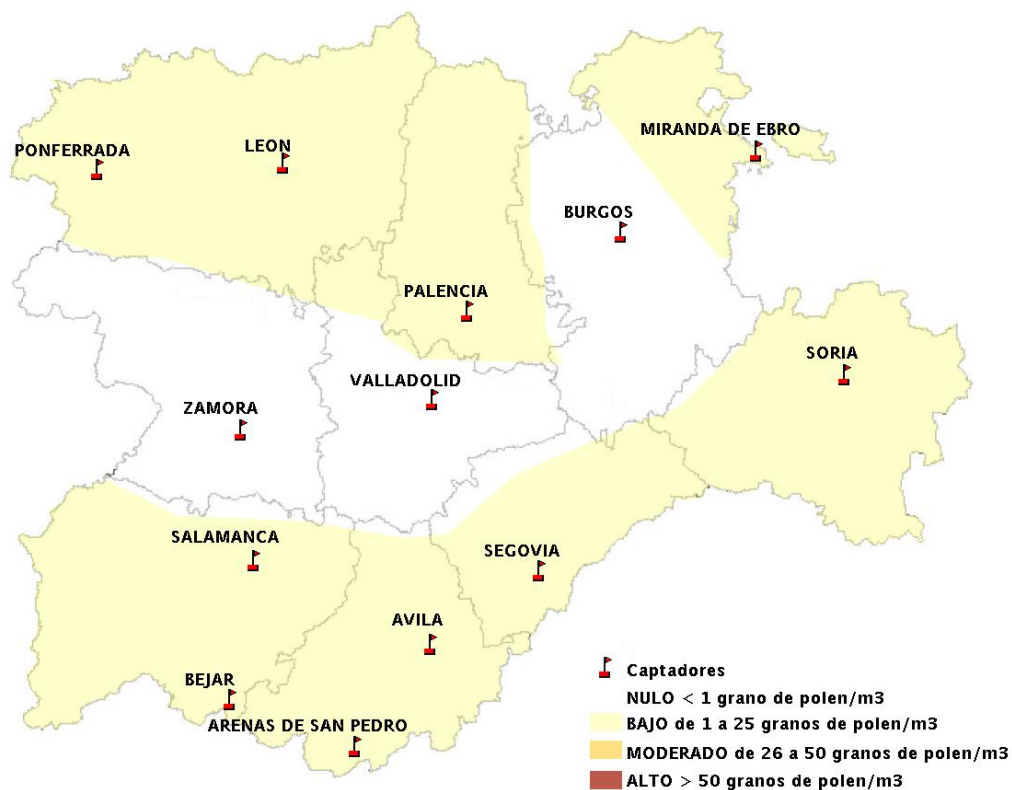 MIRANDA DE EBRO
PONFERRADA
LEON
BURGOS
PALENCIA
SORIA
VALLADOLID
ZAMORA
SALAMANCA
SEGOVIA
AVILA
BEJAR
ARENAS DE SAN PEDRO
Captadores
NULO < 1 grano de polen/m3
BAJO de 1 a 25 granos de polen/m3
MODERADO de 26 a 50 granos de polen/m3
ALTO > 50 granos de polen/m3